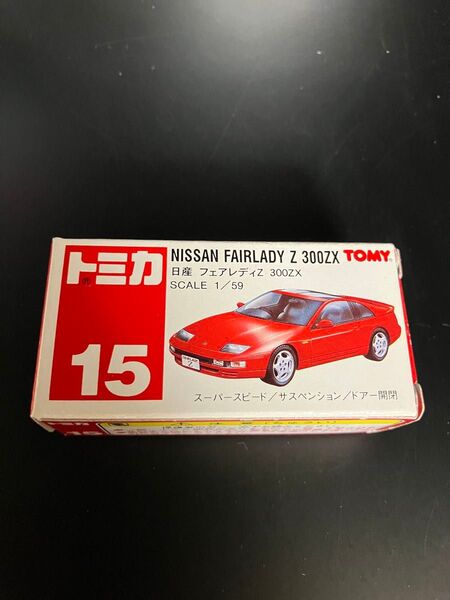 トミカ
15
NISSAN FAIRLADY Z 300ZX TOMY
日産 フェアレディZ 300ZX
SCALE 1/59
スーパースピード/サスペンション/ドアー開閉
15